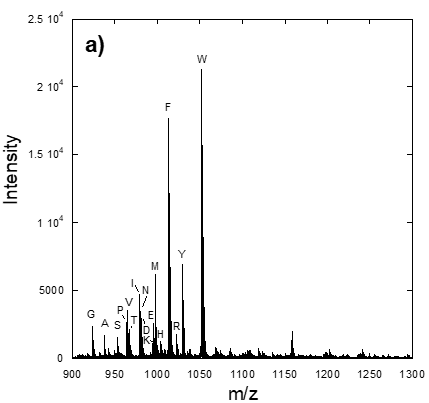 2.5 10⁴
a)
W
2 10⁴
F
1.5 10⁴
Intensity
1 10⁴
Y
M
I
N
5000
V
P
E
G
T
A
S
D
R
K
H
0
900 950 1000 1050 1100 1150 1200 1250 1300
m/z